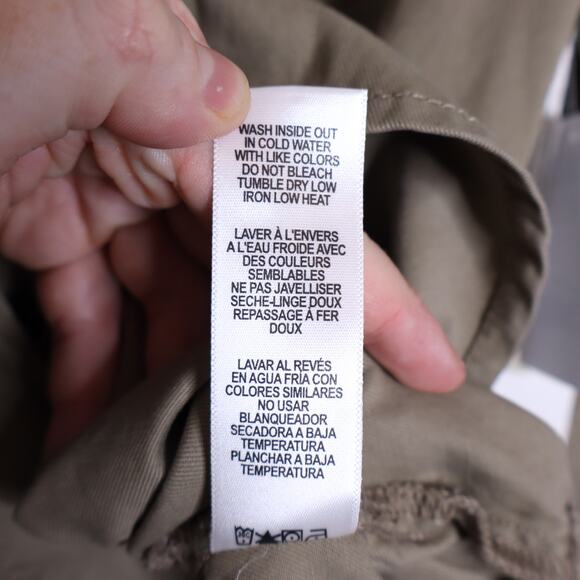 WASH INSIDE OUT
IN COLD WATER
WITH LIKE COLORS
DO NOT BLEACH
TUMBLE DRY LOW
IRON LOW HEAT
LAVER À L'ENVERS
A L'EAU FROIDE AVEC
DES COULEURS
SEMBLABLES
NE PAS JAVELLISER
SECHE-LINGE DOUX
REPASSAGE À FER
DOUX
LAVAR AL REVÉS
EN AGUA FRÍA CON
COLORES SIMILARES
NO USAR
BLANQUEADOR
SECADORA A BAJA
TEMPERATURA
PLANCHAR A BAJA
TEMPERATURA